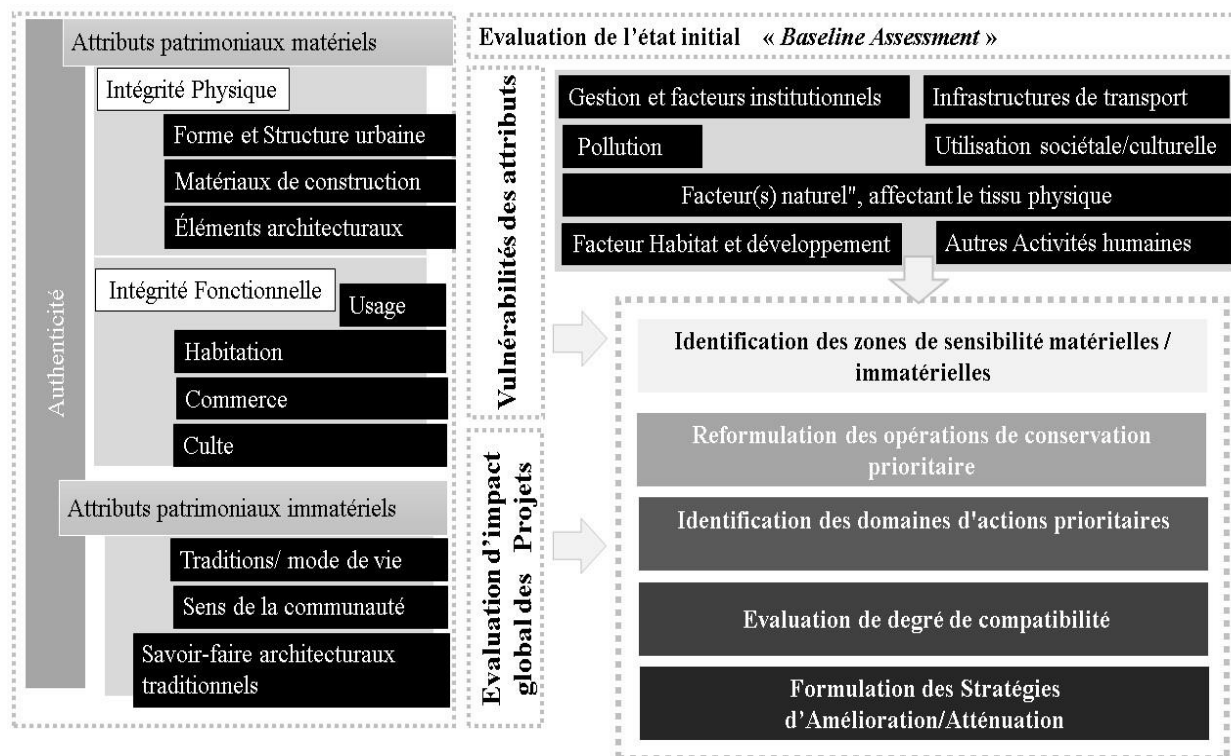 Authenticité
Attributs patrimoniaux matériels
Intégrité Physique
Forme et Structure urbaine
Matériaux de construction
Éléments architecturaux
Intégrité Fonctionnelle
Usage
Habitation
Commerce
Culte
Attributs patrimoniaux immatériels
Traditions/ mode de vie
Sens de la communauté
Savoir-faire architecturaux
traditionnels
Evaluation de l’état initial « Baseline Assessment »
Vulnérabilités des attributs
Gestion et facteurs institutionnels
Infrastructures de transport
Pollution
Utilisation sociétale/culturelle
Facteur(s) naturel", affectant le tissu physique
Facteur Habitat et développement
Autres Activités humaines
Evaluation d’impact
global des Projets
Identification des zones de sensibilité matérielles /
immatérielles
Reformulation des opérations de conservation
prioritaire
Identification des domaines d'actions prioritaires
Evaluation de degré de compatibilité
Formulation des Stratégies
d’Amélioration/Atténuation